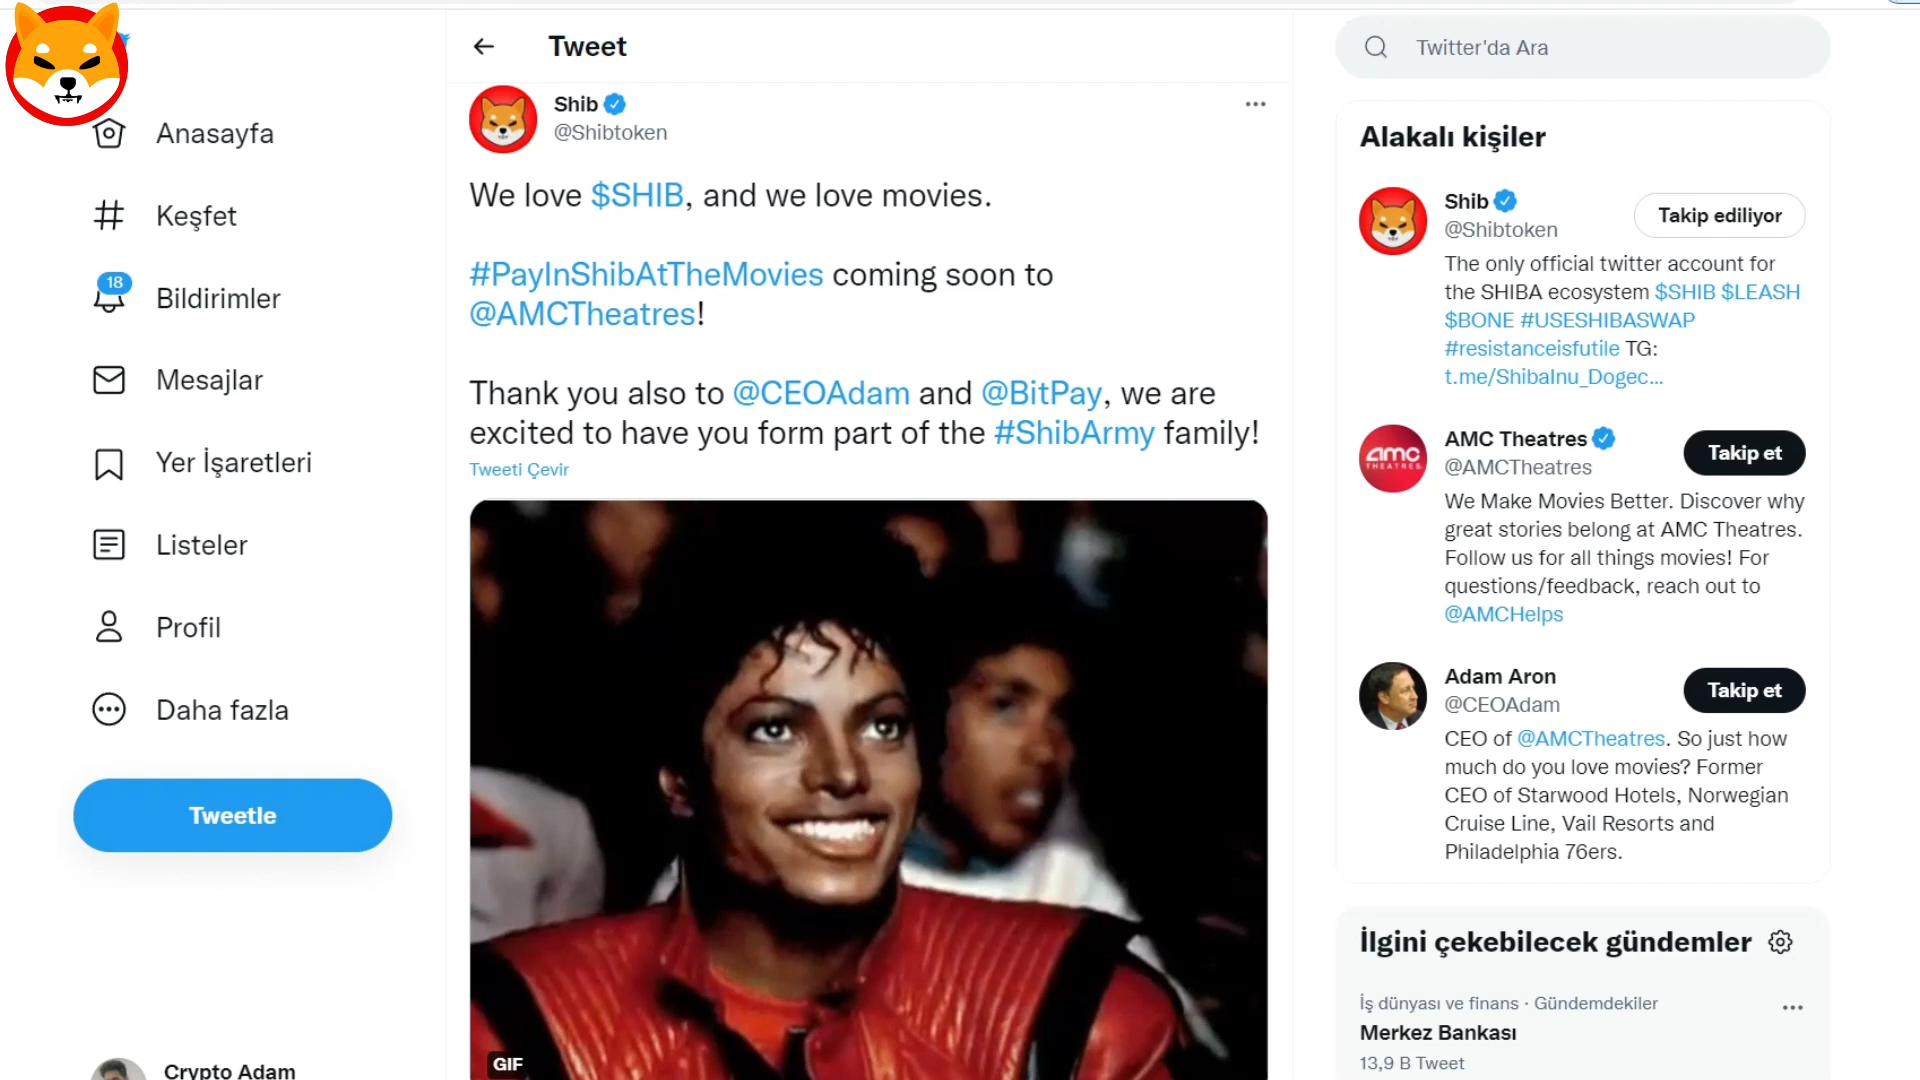 Anasayfa
Keşfet
18
Bildirimler
Mesajlar
Yer İşaretleri
Listeler
Profil
Daha fazla
Tweetle
Crypto Adam
Tweet
Shib
@Shibtoken
We love $SHIB, and we love movies.
#PayInShibAtTheMovies coming soon to
@AMCTheatres!
Thank you also to @CEOAdam and @BitPay, we are
excited to have you form part of the #ShibArmy family!
Tweeti Çevir
GIF
Twitter'da Ara
Alakalı kişiler
Shib
@Shibtoken
Takip ediliyor
The only official twitter account for
the SHIBA ecosystem $SHIB $LEASH
$BONE #USESHIBASWAP
#resistanceisfutile TG:
t.me/ShibaInu_Dogec...
amc
THEATRES
AMC Theatres
@AMCTheatres
Takip et
We Make Movies Better. Discover why
great stories belong at AMC Theatres.
Follow us for all things movies! For
questions/feedback, reach out to
@AMCHelps
Adam Aron
@CEOAdam
Takip et
CEO of @AMCTheatres. So just how
much do you love movies? Former
CEO of Starwood Hotels, Norwegian
Cruise Line, Vail Resorts and
Philadelphia 76ers.
İlgini çekebilecek gündemler
İş dünyası ve finans · Gündemdekiler
Merkez Bankası
13,9 B Tweet